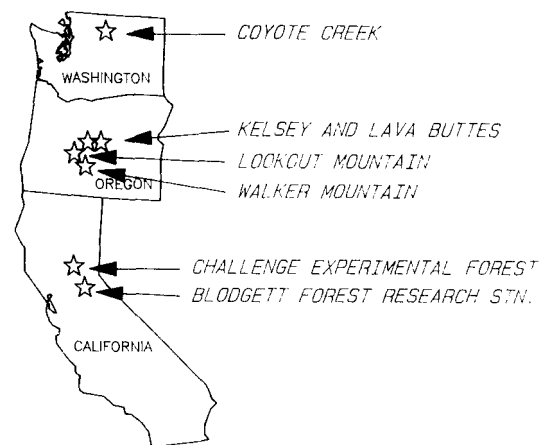 COYOTE CREEK
WASHINGTON
KELSEY AND LAVA BUTTES
LOOKOUT MOUNTAIN
OREGON
WALKER MOUNTAIN
CHALLENGE EXPERIMENTAL FOREST
BLODGETT FOREST RESEARCH STN.
CALIFORNIA